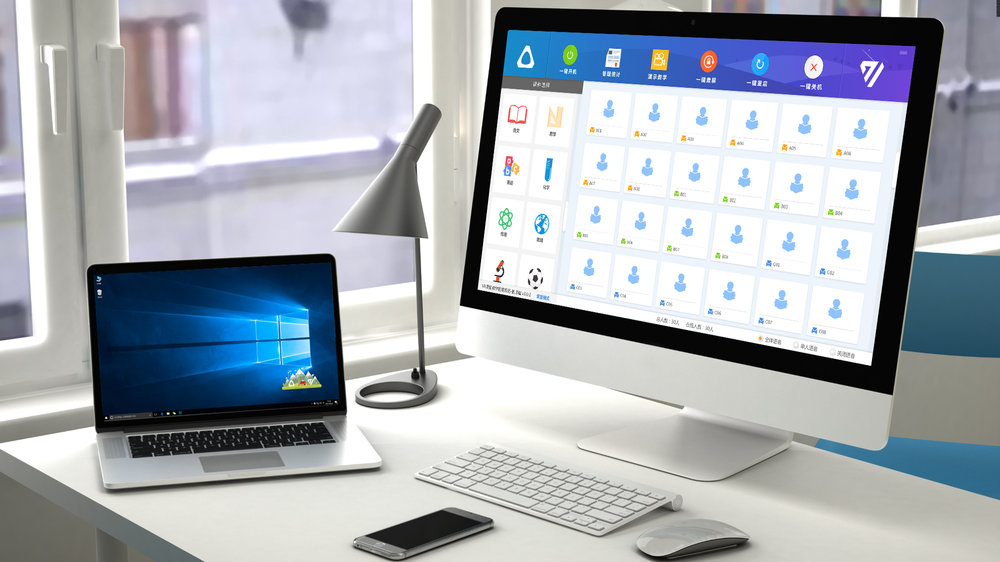 一键开机
答题统计
演示教学
一键肃屏
一键重启
一键关机
课件选择
语文
数学
英语
化学
物理
地理
A01
A02
A03
A04
A05
A06
A07
A08
B01
B02
B03
B04
B05
B06
B07
B08
C01
C02
C03
C04
C05
C06
C07
C08
VR课堂教学管理系统-教师端 v3.0.1
课堂模式
总人数：30人
在线人数：30人
全体语音
单人语音
关闭语音